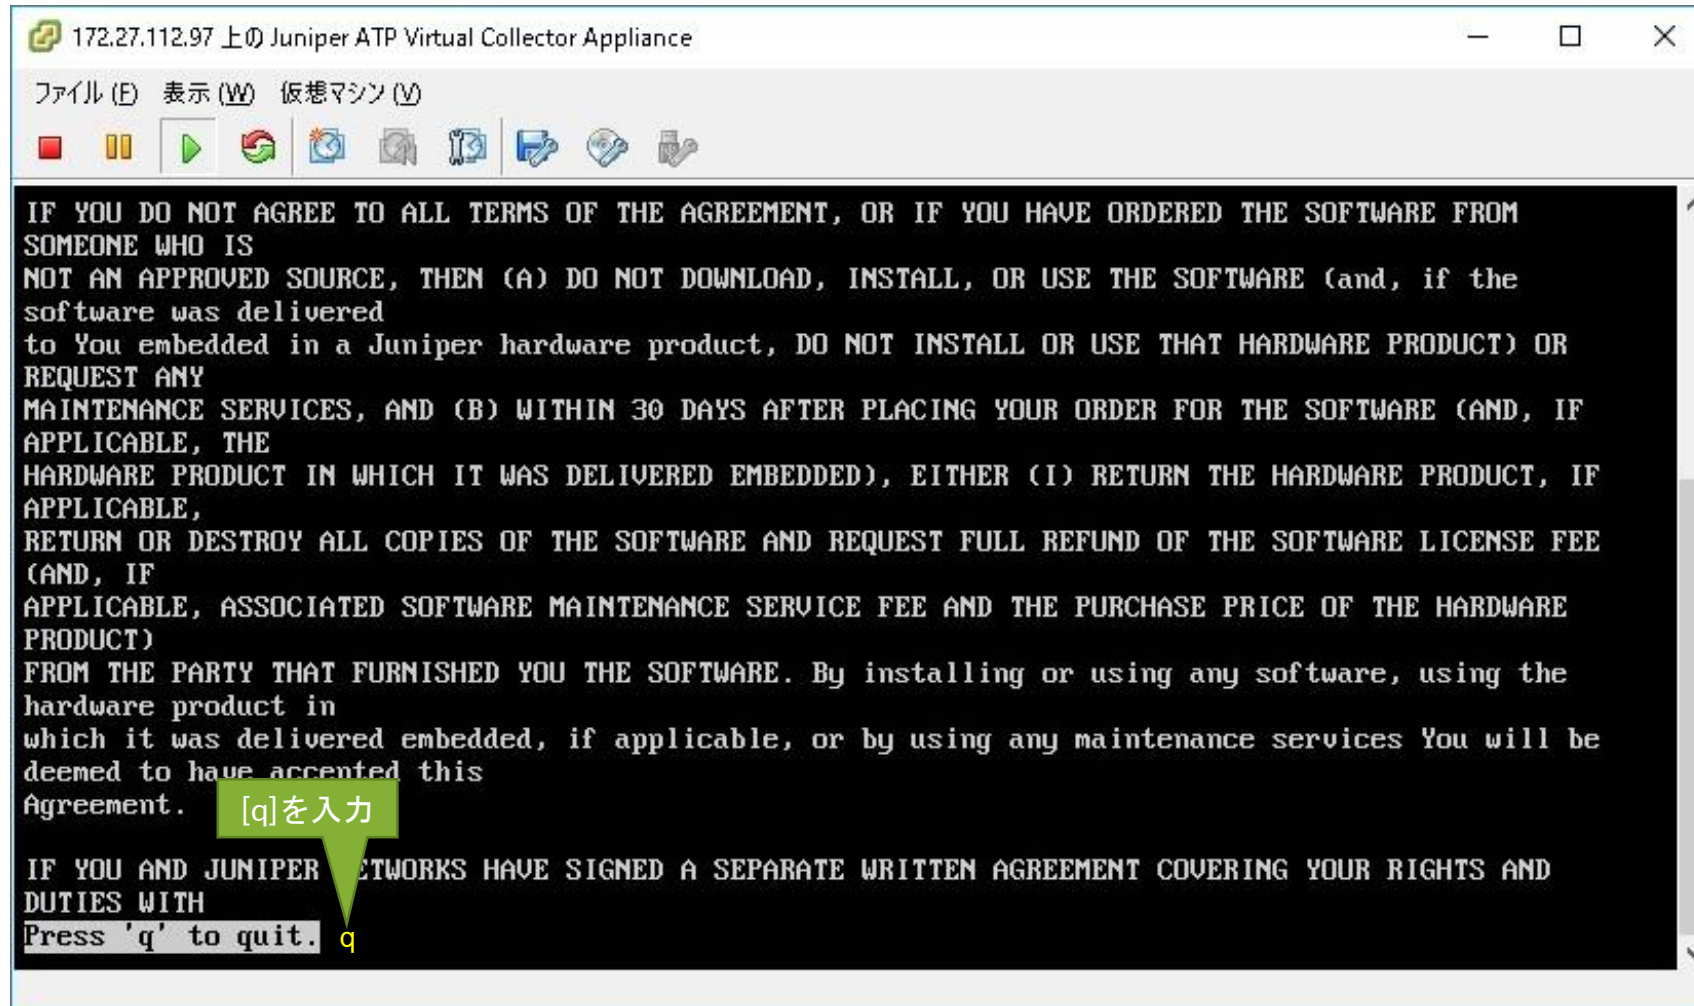 172.27.112.97 上の Juniper ATP Virtual Collector Appliance
ファイル (F) 表示 (W) 仮想マシン (V)
IF YOU DO NOT AGREE TO ALL TERMS OF THE AGREEMENT, OR IF YOU HAVE ORDERED THE SOFTWARE FROM
SOMEONE WHO IS
NOT AN APPROVED SOURCE, THEN (A) DO NOT DOWNLOAD, INSTALL, OR USE THE SOFTWARE (and, if the
software was delivered
to You embedded in a Juniper hardware product, DO NOT INSTALL OR USE THAT HARDWARE PRODUCT) OR
REQUEST ANY
MAINTENANCE SERVICES, AND (B) WITHIN 30 DAYS AFTER PLACING YOUR ORDER FOR THE SOFTWARE (AND, IF
APPLICABLE, THE
HARDWARE PRODUCT IN WHICH IT WAS DELIVERED EMBEDDED), EITHER (I) RETURN THE HARDWARE PRODUCT, IF
APPLICABLE,
RETURN OR DESTROY ALL COPIES OF THE SOFTWARE AND REQUEST FULL REFUND OF THE SOFTWARE LICENSE FEE
(AND, IF
APPLICABLE, ASSOCIATED SOFTWARE MAINTENANCE SERVICE FEE AND THE PURCHASE PRICE OF THE HARDWARE
PRODUCT)
FROM THE PARTY THAT FURNISHED YOU THE SOFTWARE. By installing or using any software, using the
hardware product in
which it was delivered embedded, if applicable, or by using any maintenance services You will be
deemed to have accepted this
Agreement.
[q]を入力
IF YOU AND JUNIPER NETWORKS HAVE SIGNED A SEPARATE WRITTEN AGREEMENT COVERING YOUR RIGHTS AND
DUTIES WITH
Press 'q' to quit. q